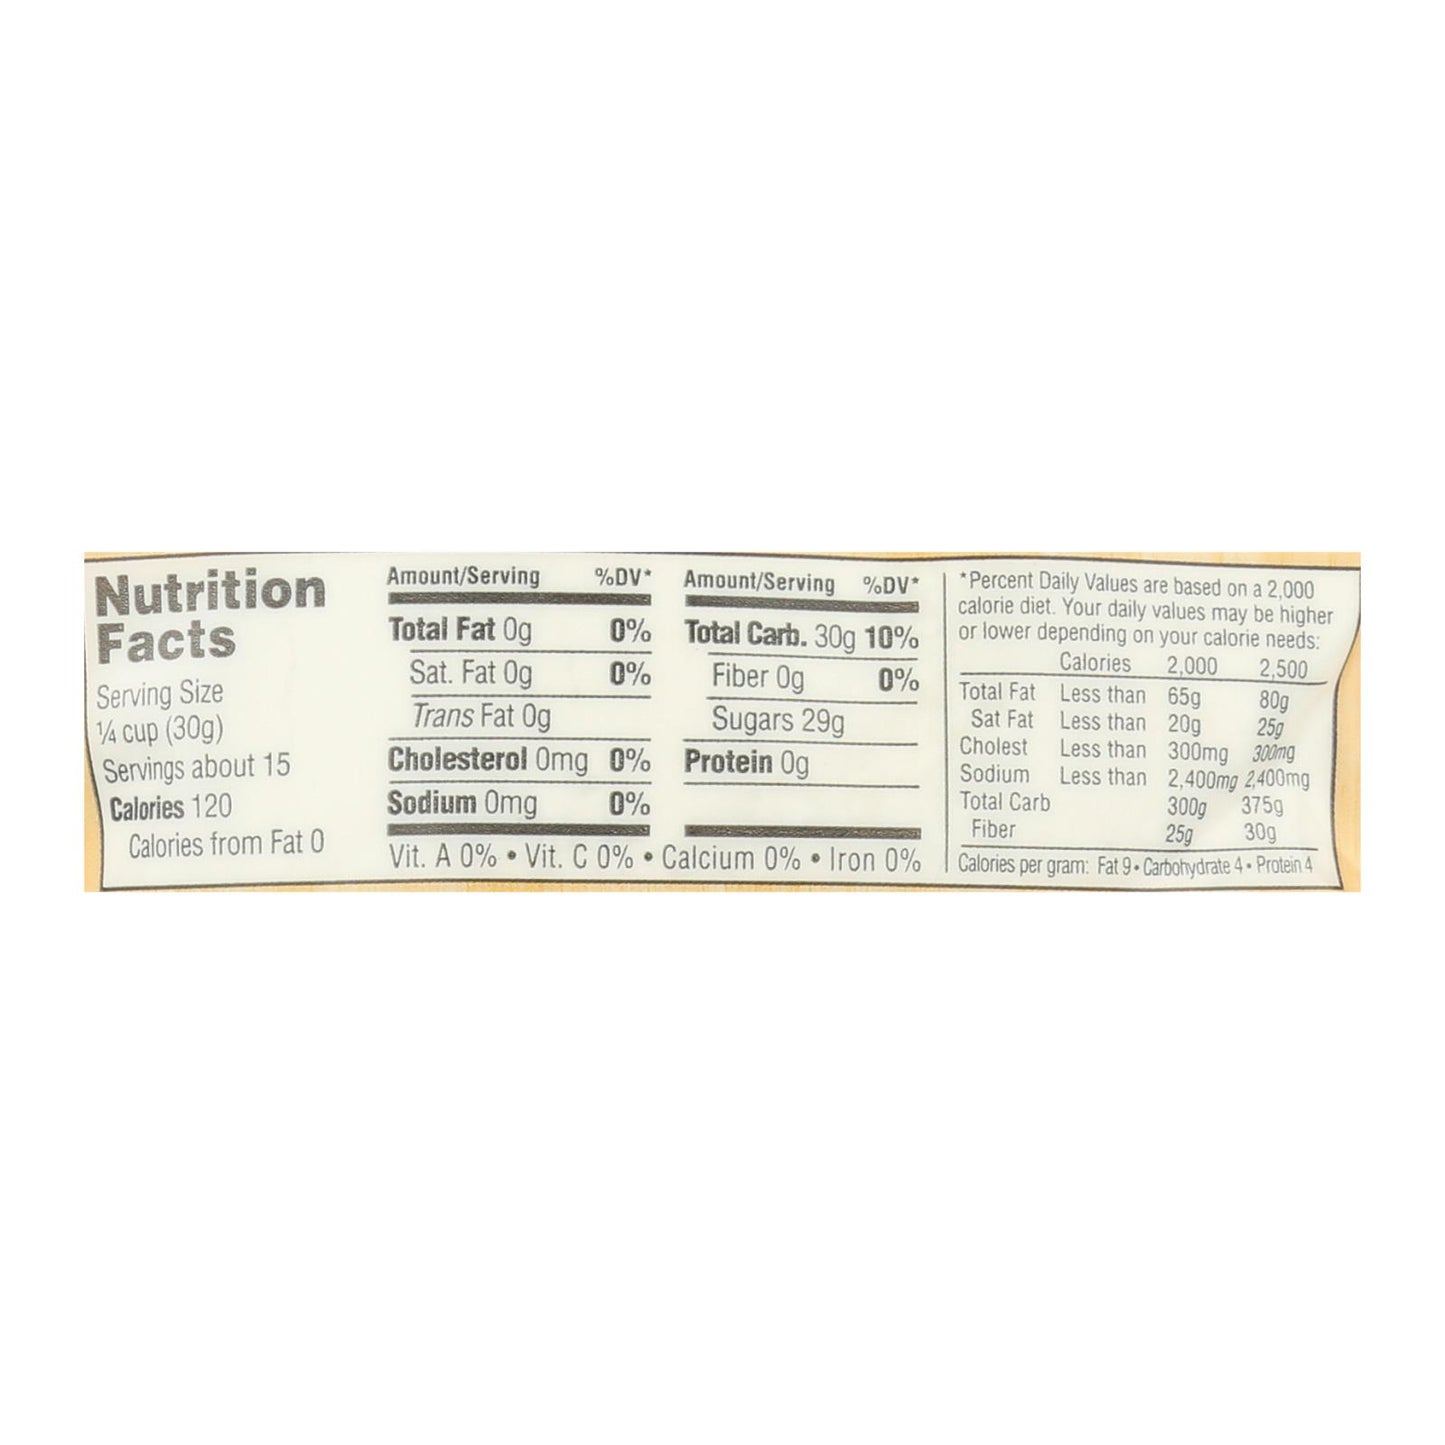 Nutrition
Facts
Serving Size
¼ cup (30g)
Servings about 15
Calories 120
Calories from Fat 0
Amount/Serving %DV*
Total Fat 0g 0%
Sat. Fat 0g 0%
Trans Fat 0g
Cholesterol 0mg 0%
Sodium 0mg 0%
Amount/Serving %DV*
Total Carb. 30g 10%
Fiber 0g 0%
Sugars 29g
Protein 0g
Vit. A 0% • Vit. C 0% • Calcium 0% • Iron 0%
*Percent Daily Values are based on a 2,000
calorie diet. Your daily values may be higher
or lower depending on your calorie needs:
Calories 2,000 2,500
Total Fat Less than 65g 80g
Sat Fat Less than 20g 25g
Cholest Less than 300mg 300mg
Sodium Less than 2,400mg 2,400mg
Total Carb 300g 375g
Fiber 25g 30g
Calories per gram: Fat 9 • Carbohydrate 4 • Protein 4